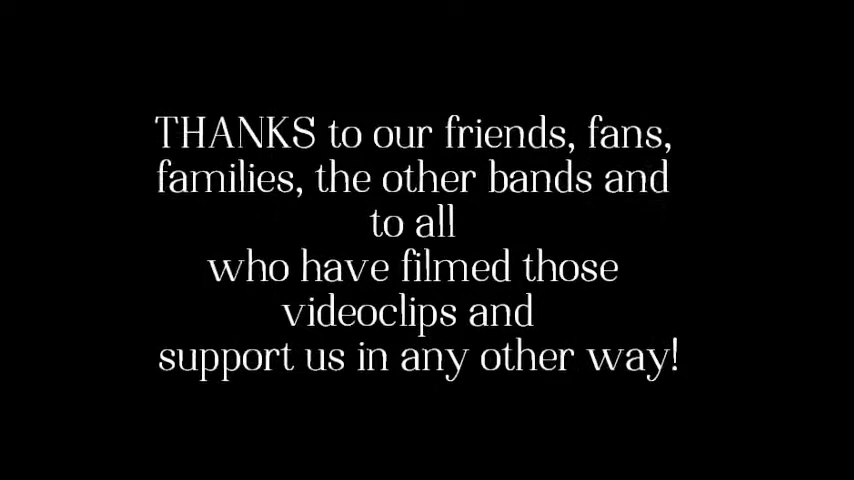 THANKS to our friends, fans,
families, the other bands and
to all
who have filmed those
videoclips and
support us in any other way!